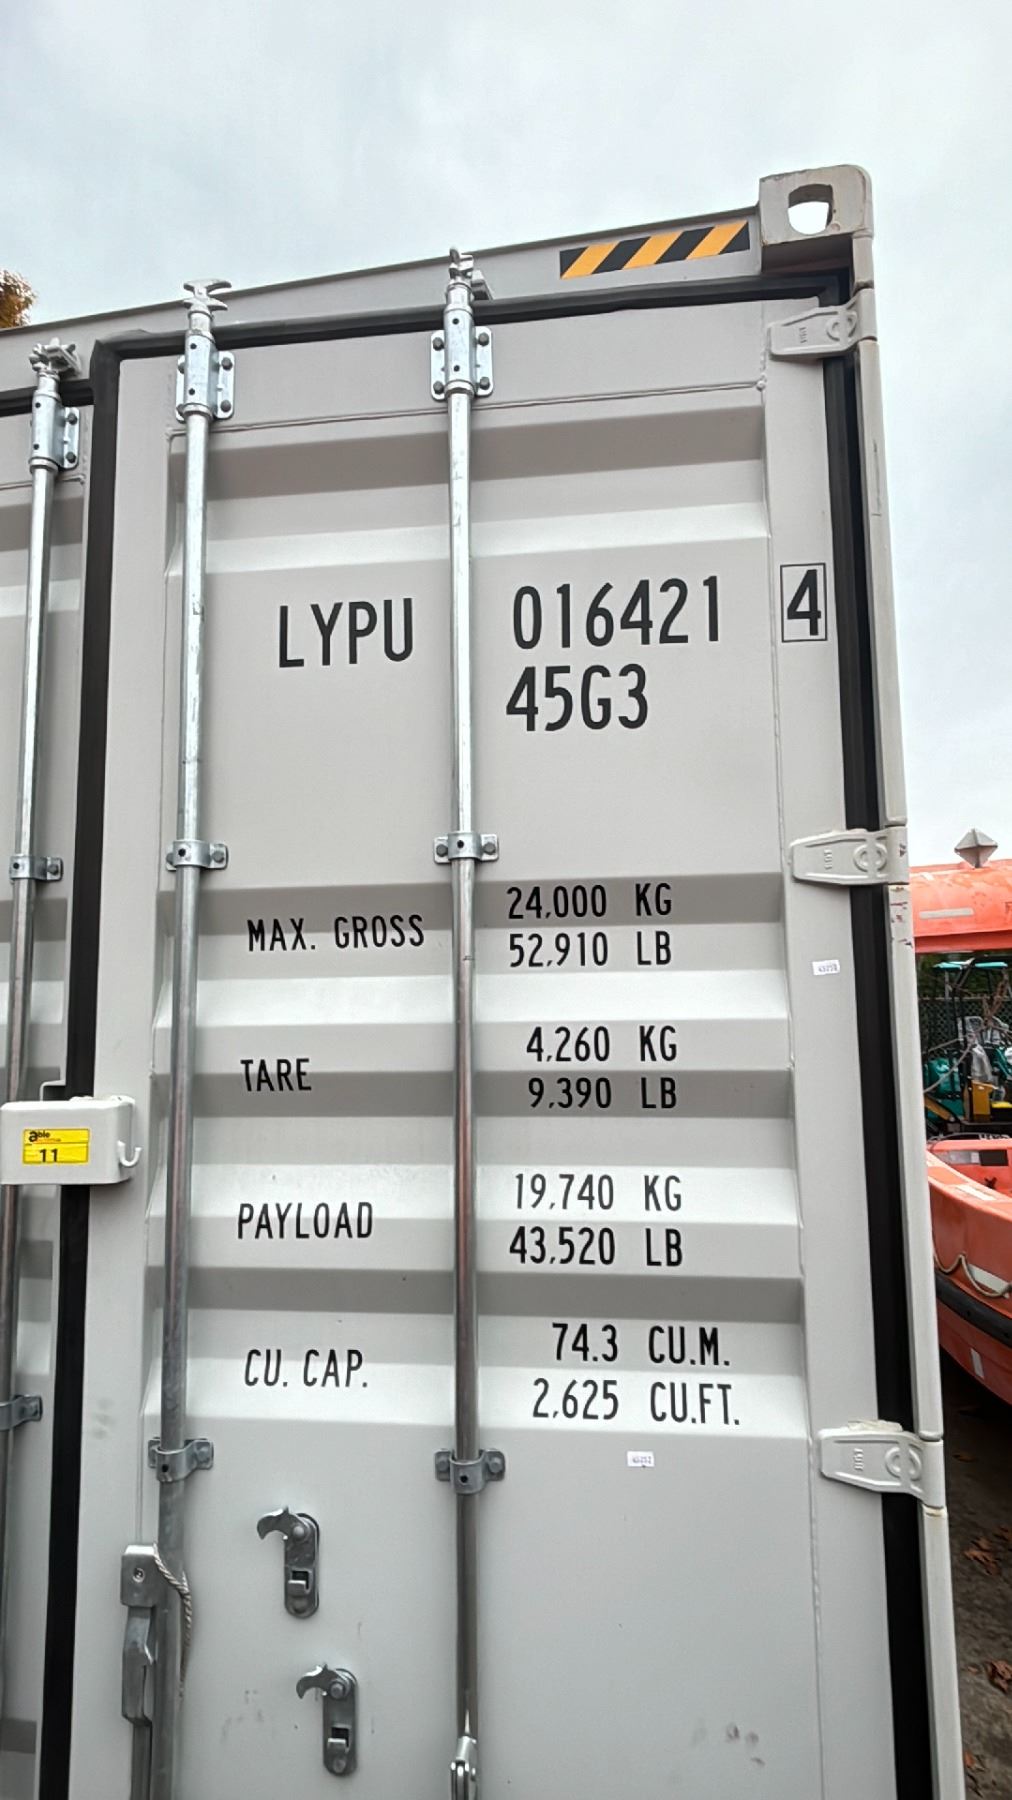 LYPU 016421 4
45G3
MAX. GROSS 24,000 KG
52,910 LB
TARE 4,260 KG
9,390 LB
able
11
PAYLOAD 19,740 KG
43,520 LB
CU. CAP. 74.3 CU.M.
2,625 CU.FT.